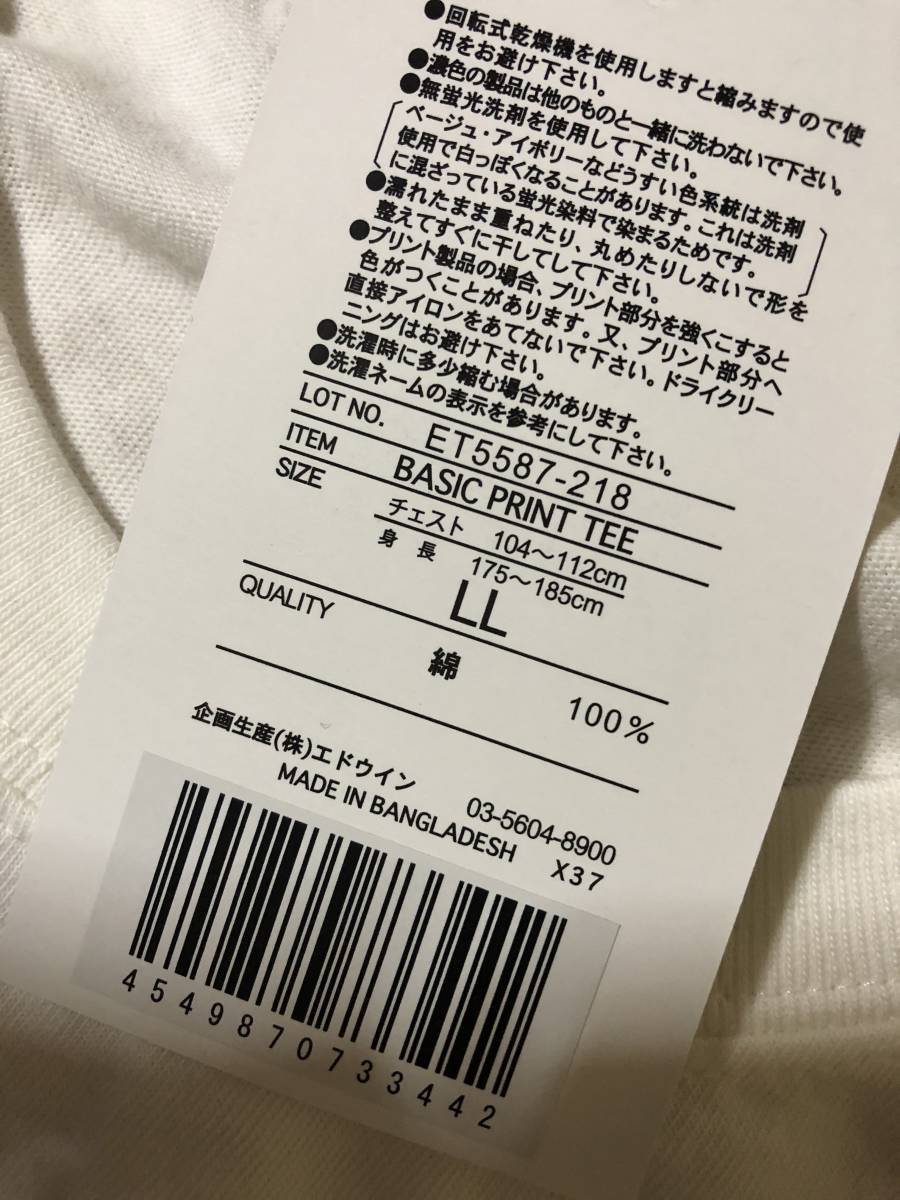 ●回転式乾燥機を使用しますと縮みますので使
用をお避け下さい。
●濃色の製品は他のものと一緒に洗わないで下さい。
●無蛍光洗剤を使用して下さい。
ベージュ・アイボリーなどうすい色系統は洗剤
使用で白っぽくなることがあります。これは洗剤
に混ざっている蛍光染料で染まるためです。
●濡れたまま重ねたり、丸めたりしないで形を
整えてすぐに干してして下さい。
●プリント製品の場合、プリント部分を強くこすると
色がつくことがあります。又、プリント部分へ
直接アイロンをあてないで下さい。ドライクリー
ニングはお避け下さい。
●洗濯時に多少縮む場合があります。
●洗濯ネームの表示を参考にして下さい。
LOT NO. ET5587-218
ITEM BASIC PRINT TEE
SIZE チェスト 104～112cm
身 長 175～185cm
LL
QUALITY
綿 100%
企画生産(株)エドウイン 03-5604-8900
MADE IN BANGLADESH X37
4549870733442